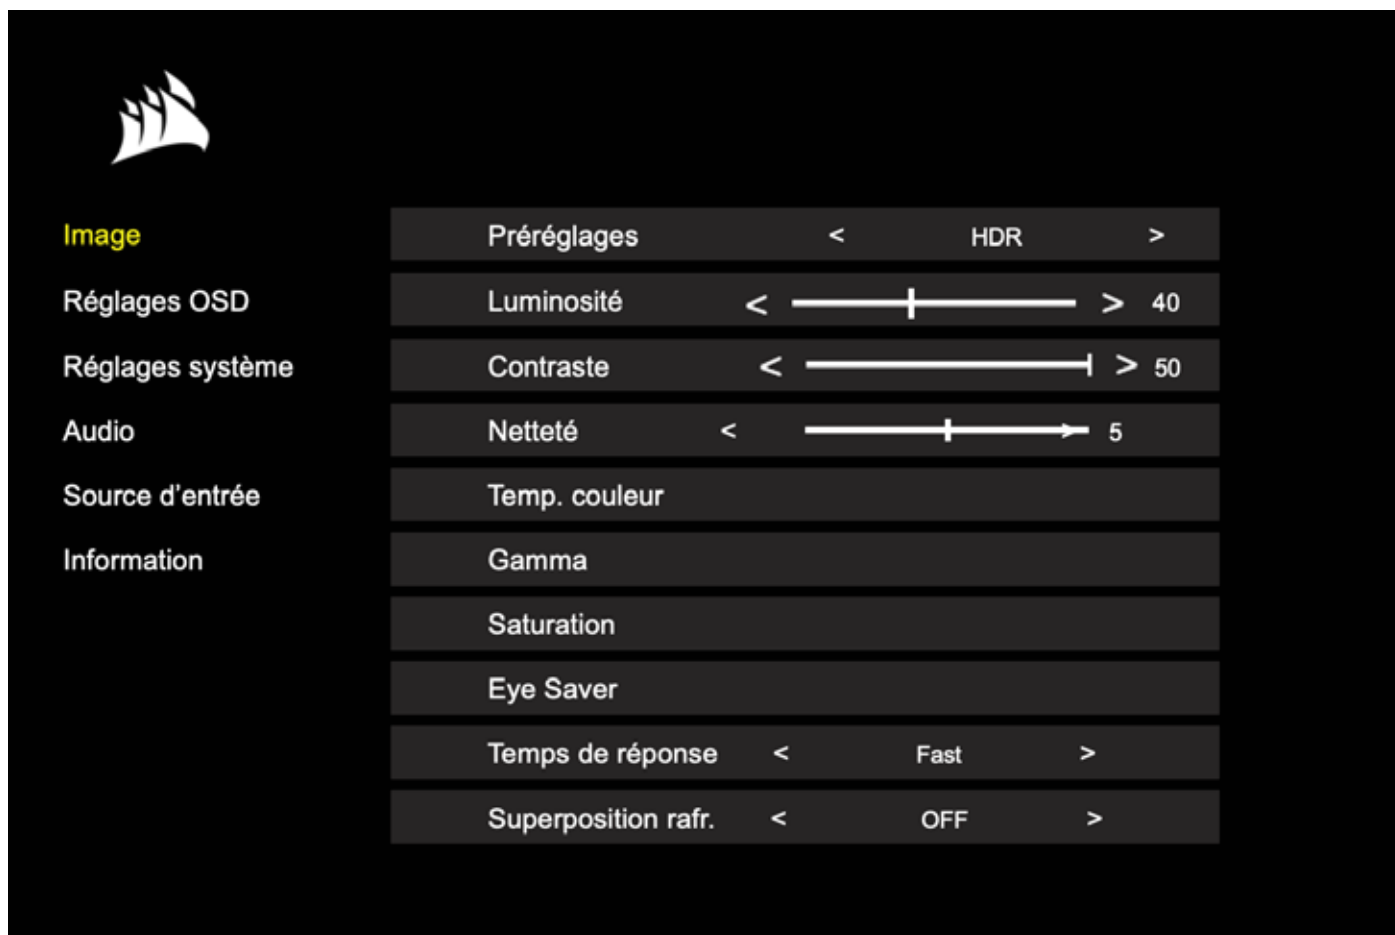 Image
Préréglages < HDR >
Réglages OSD
Luminosité < > 40
Réglages système
Contraste < > 50
Audio
Netteté < > 5
Source d’entrée
Temp. couleur
Information
Gamma
Saturation
Eye Saver
Temps de réponse < Fast >
Superposition rafr. < OFF >